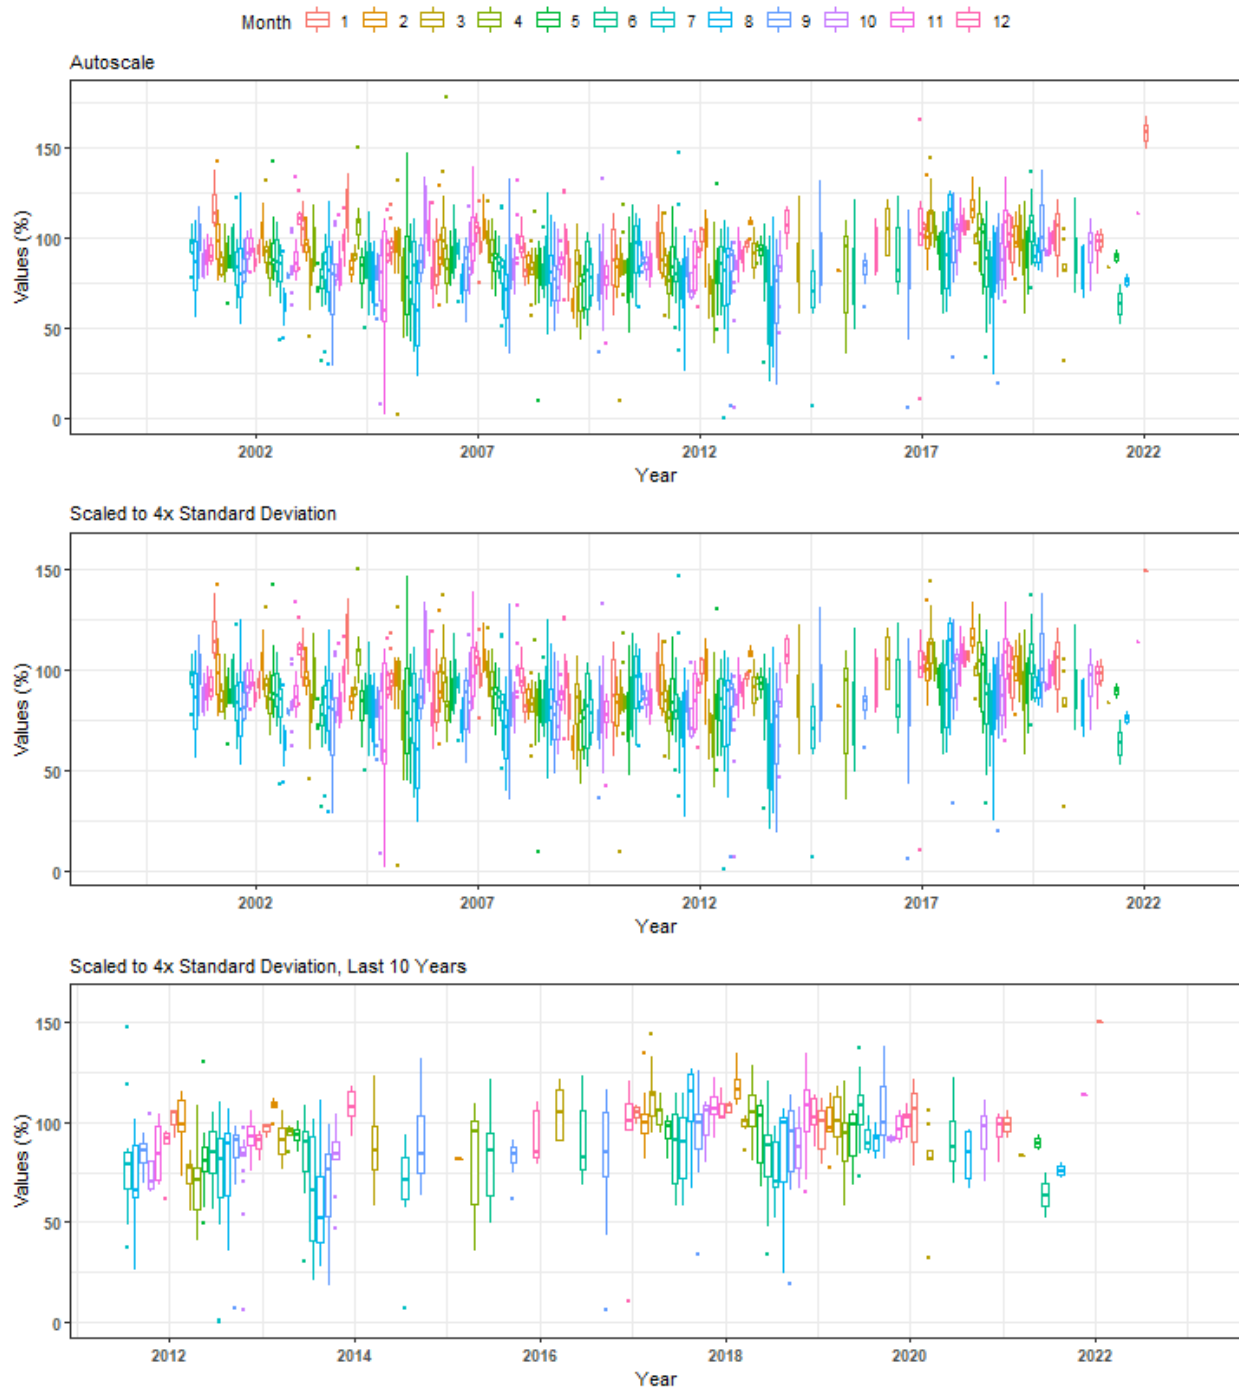 Month 1 2 3 4 5 6 7 8 9 10 11 12
Autoscale
Values (%)
150
100
50
0
2002 2007 2012 2017 2022
Year
Scaled to 4x Standard Deviation
Values (%)
150
100
50
0
2002 2007 2012 2017 2022
Year
Scaled to 4x Standard Deviation, Last 10 Years
Values (%)
150
100
50
0
2012 2014 2016 2018 2020 2022
Year